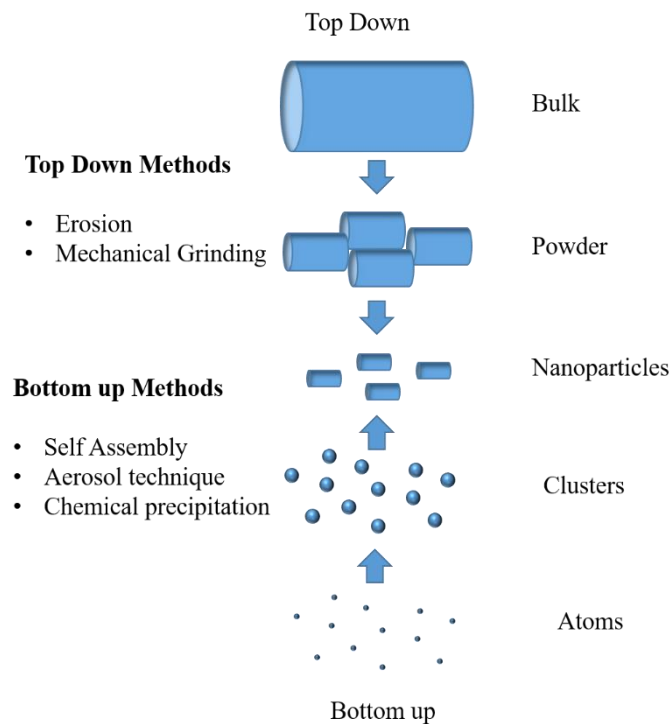 Top Down
Bulk
Top Down Methods
• Erosion
• Mechanical Grinding
Powder
Nanoparticles
Bottom up Methods
• Self Assembly
• Aerosol technique
• Chemical precipitation
Clusters
Atoms
Bottom up